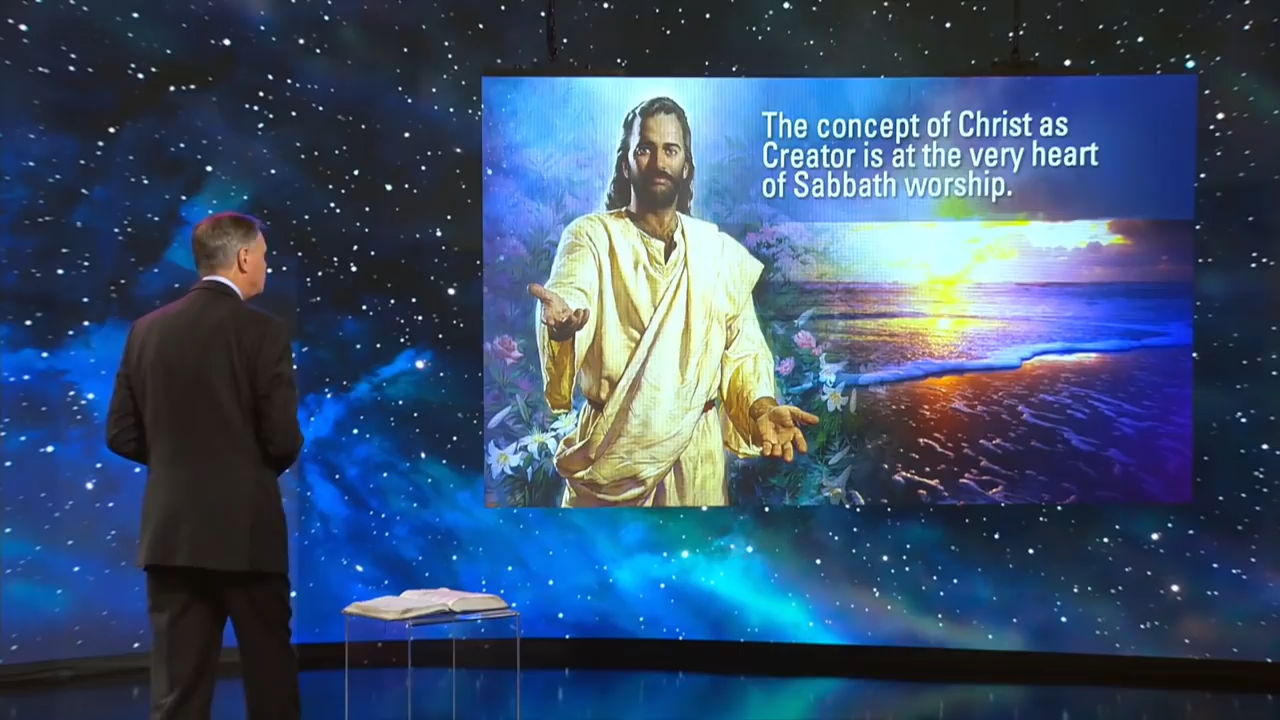 The concept of Christ as
Creator is at the very heart
of Sabbath worship.